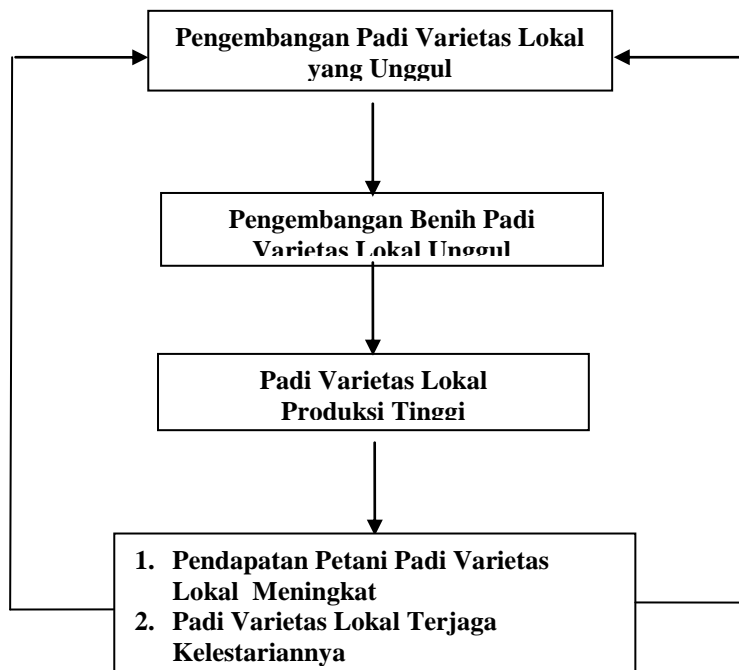 Pengembangan Padi Varietas Lokal
yang Unggul
Pengembangan Benih Padi
Varietas Lokal Unggul
Padi Varietas Lokal
Produksi Tinggi
1. Pendapatan Petani Padi Varietas
Lokal Meningkat
2. Padi Varietas Lokal Terjaga
Kelestariannya